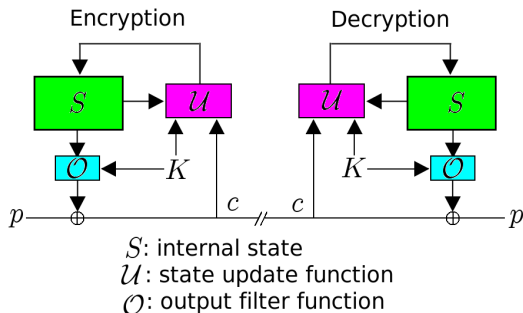 Encryption Decryption
S U U S
O K K O
p c c p
S: internal state
U: state update function
O: output filter function